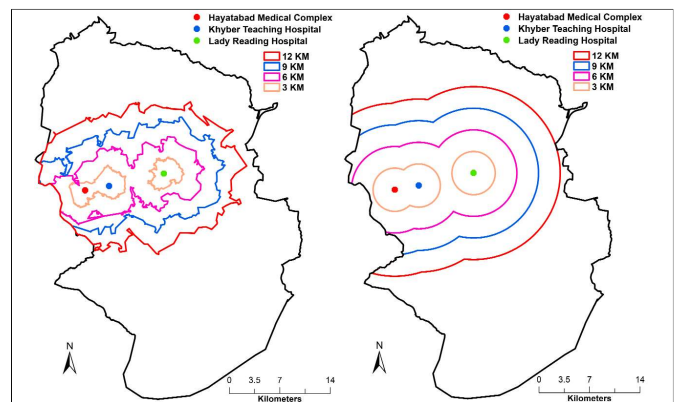 Hayatabad Medical Complex
Khyber Teaching Hospital
Lady Reading Hospital
12 KM
9 KM
6 KM
3 KM
N
0 3.5 7 14
Kilometers
Hayatabad Medical Complex
Khyber Teaching Hospital
Lady Reading Hospital
12 KM
9 KM
6 KM
3 KM
N
0 3.5 7 14
Kilometers